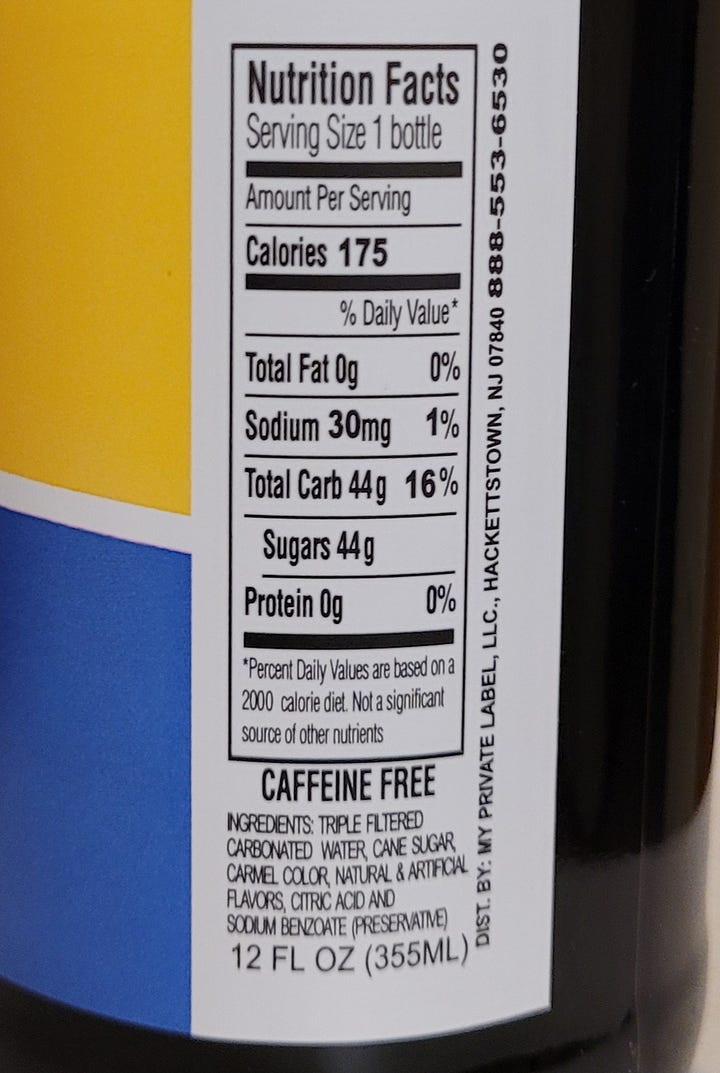 Nutrition Facts
Serving Size 1 bottle
Amount Per Serving
Calories 175
% Daily Value*
Total Fat 0g 0%
Sodium 30mg 1%
Total Carb 44g 16%
Sugars 44g
Protein 0g 0%
*Percent Daily Values are based on a
2000 calorie diet. Not a significant
source of other nutrients
CAFFEINE FREE
INGREDIENTS: TRIPLE FILTERED
CARBONATED WATER, CANE SUGAR,
CARMEL COLOR, NATURAL & ARTIFICIAL
FLAVORS, CITRIC ACID AND
SODIUM BENZOATE (PRESERVATIVE)
12 FL OZ (355ML)
DIST. BY: MY PRIVATE LABEL, LLC., HACKETTSTOWN, NJ 07840 888-553-6530